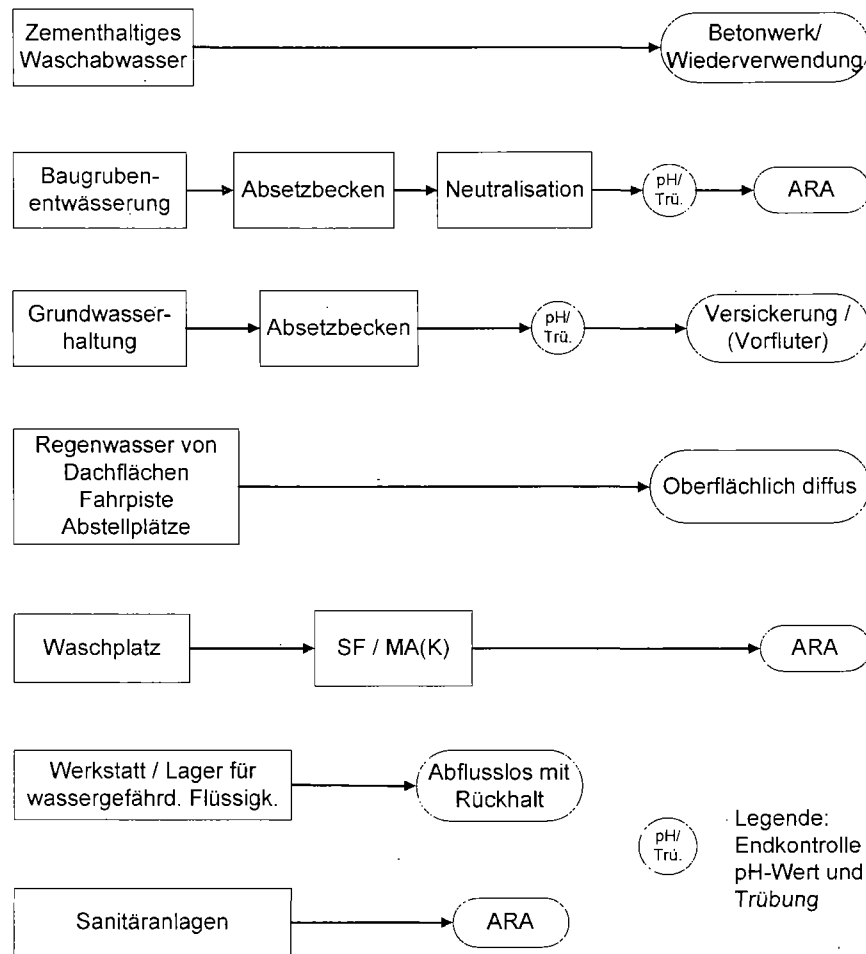 Zementhaltiges
Waschabwasser
Betonwerk/
Wiederverwendung
Baugruben-
entwässerung
Absetzbecken
Neutralisation
pH/
Trü.
ARA
Grundwasser-
haltung
Absetzbecken
pH/
Trü.
Versickerung /
(Vorfluter)
Regenwasser von
Dachflächen
Fahrpiste
Abstellplätze
Oberflächlich diffus
Waschplatz
SF / MA(K)
ARA
Werkstatt / Lager für
wassergefährd. Flüssigk.
Abflusslos mit
Rückhalt
pH/
Trü.
Legende:
Endkontrolle
pH-Wert und
Trübung
Sanitäranlagen
ARA